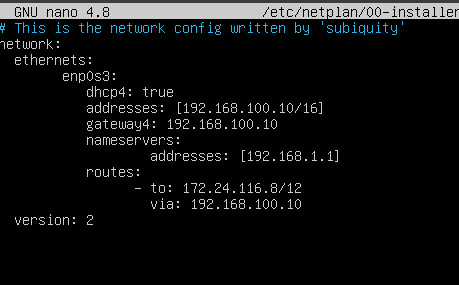 GNU nano 4.8 /etc/netplan/00-installer
# This is the network config written by 'subiquity'
network:
  ethernets:
        enp0s3:
           dhcp4: true
           addresses: [192.168.100.10/16]
           gateway4: 192.168.100.10
           nameservers:
                   addresses: [192.168.1.1]
           routes:
                 - to: 172.24.116.8/12
                   via: 192.168.100.10
  version: 2